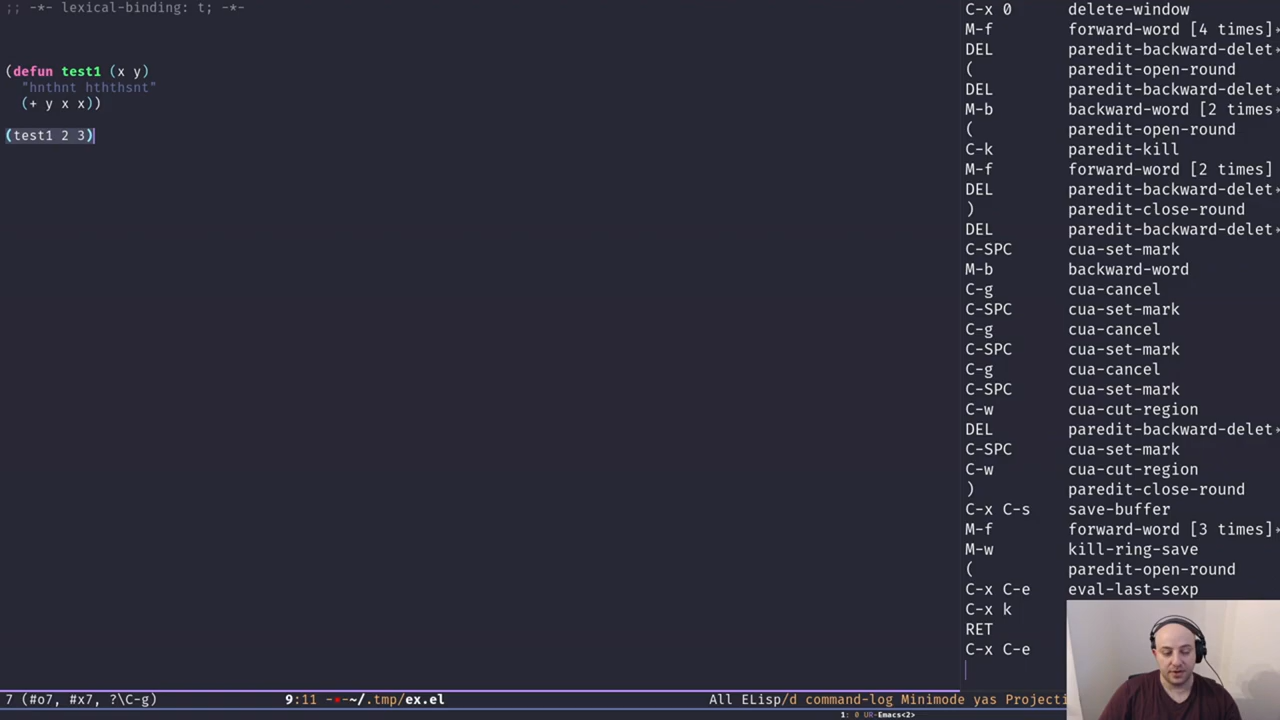 ;; -*- lexical-binding: t; -*-
(defun test1 (x y)
"hnthnt hththsnt"
(+ y x x))
(test1 2 3)
7 (#o7, #x7, ?\C-g)
9:11 -*-~/.tmp/ex.el
All ELisp/d command-log Minimode yas Projecti
1: 0 UR-Emacs<2>
C-x 0 delete-window
M-f forward-word [4 times]
DEL paredit-backward-delet
( paredit-open-round
DEL paredit-backward-delet
M-b backward-word [2 times
( paredit-open-round
C-k paredit-kill
M-f forward-word [2 times]
DEL paredit-backward-delet
) paredit-close-round
DEL paredit-backward-delet
C-SPC cua-set-mark
M-b backward-word
C-g cua-cancel
C-SPC cua-set-mark
C-g cua-cancel
C-SPC cua-set-mark
C-g cua-cancel
C-SPC cua-set-mark
C-w cua-cut-region
DEL paredit-backward-delet
C-SPC cua-set-mark
C-w cua-cut-region
) paredit-close-round
C-x C-s save-buffer
M-f forward-word [3 times]
M-w kill-ring-save
( paredit-open-round
C-x C-e eval-last-sexp
C-x k
RET
C-x C-e